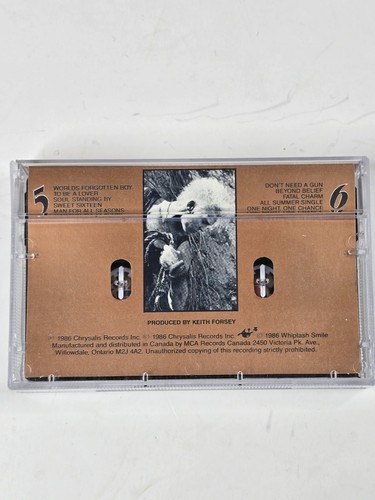 5
WORLDS FORGOTTEN BOY
TO BE A LOVER
SOUL STANDING BY
SWEET SIXTEEN
MAN FOR ALL SEASONS
DON'T NEED A GUN
BEYOND BELIEF
FATAL CHARM
ALL SUMMER SINGLE
ONE NIGHT, ONE CHANCE
6
PRODUCED BY KEITH FORSEY
℗ 1986 Chrysalis Records Inc. © 1986 Chrysalis Records Inc. © 1986 Whiplash Smile
Manufactured and distributed in Canada by MCA Records Canada 2450 Victoria Pk. Ave.,
Willowdale, Ontario M2J 4A2. Unauthorized copying of this recording strictly prohibited.